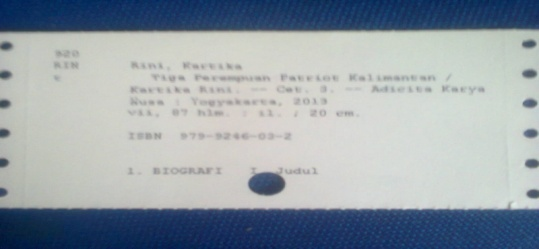 920
RIN Rini, Kartika
t Tiga Perempuan Patriot Kalimantan /
Kartika Rini. -- Cet. 3. -- Adicita Karya
Nusa : Yogyakarta, 2013
vii, 87 hlm. : il. ; 20 cm.
ISBN 979-9246-03-2
1. BIOGRAFI I. Judul